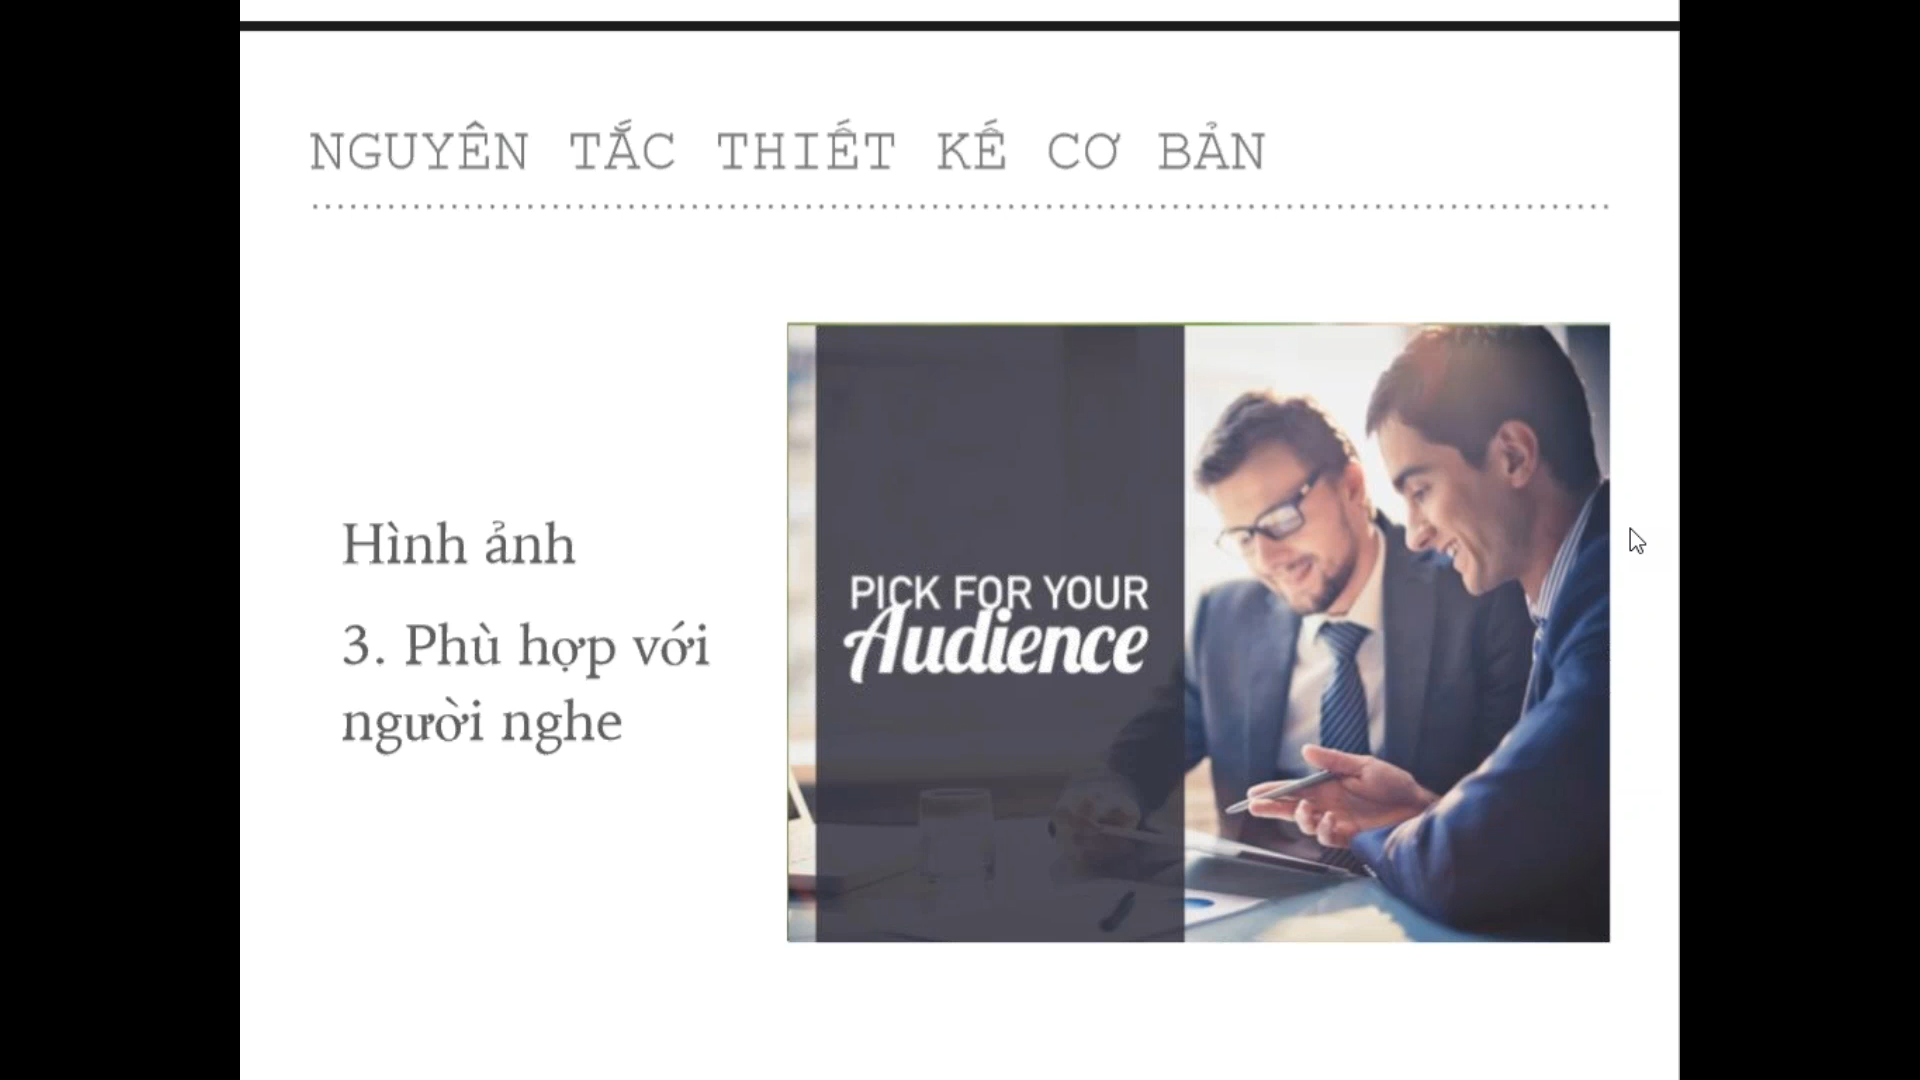 NGUYÊN TẮC THIẾT KẾ CƠ BẢN
Hình ảnh
3. Phù hợp với
người nghe
PICK FOR YOUR
Audience